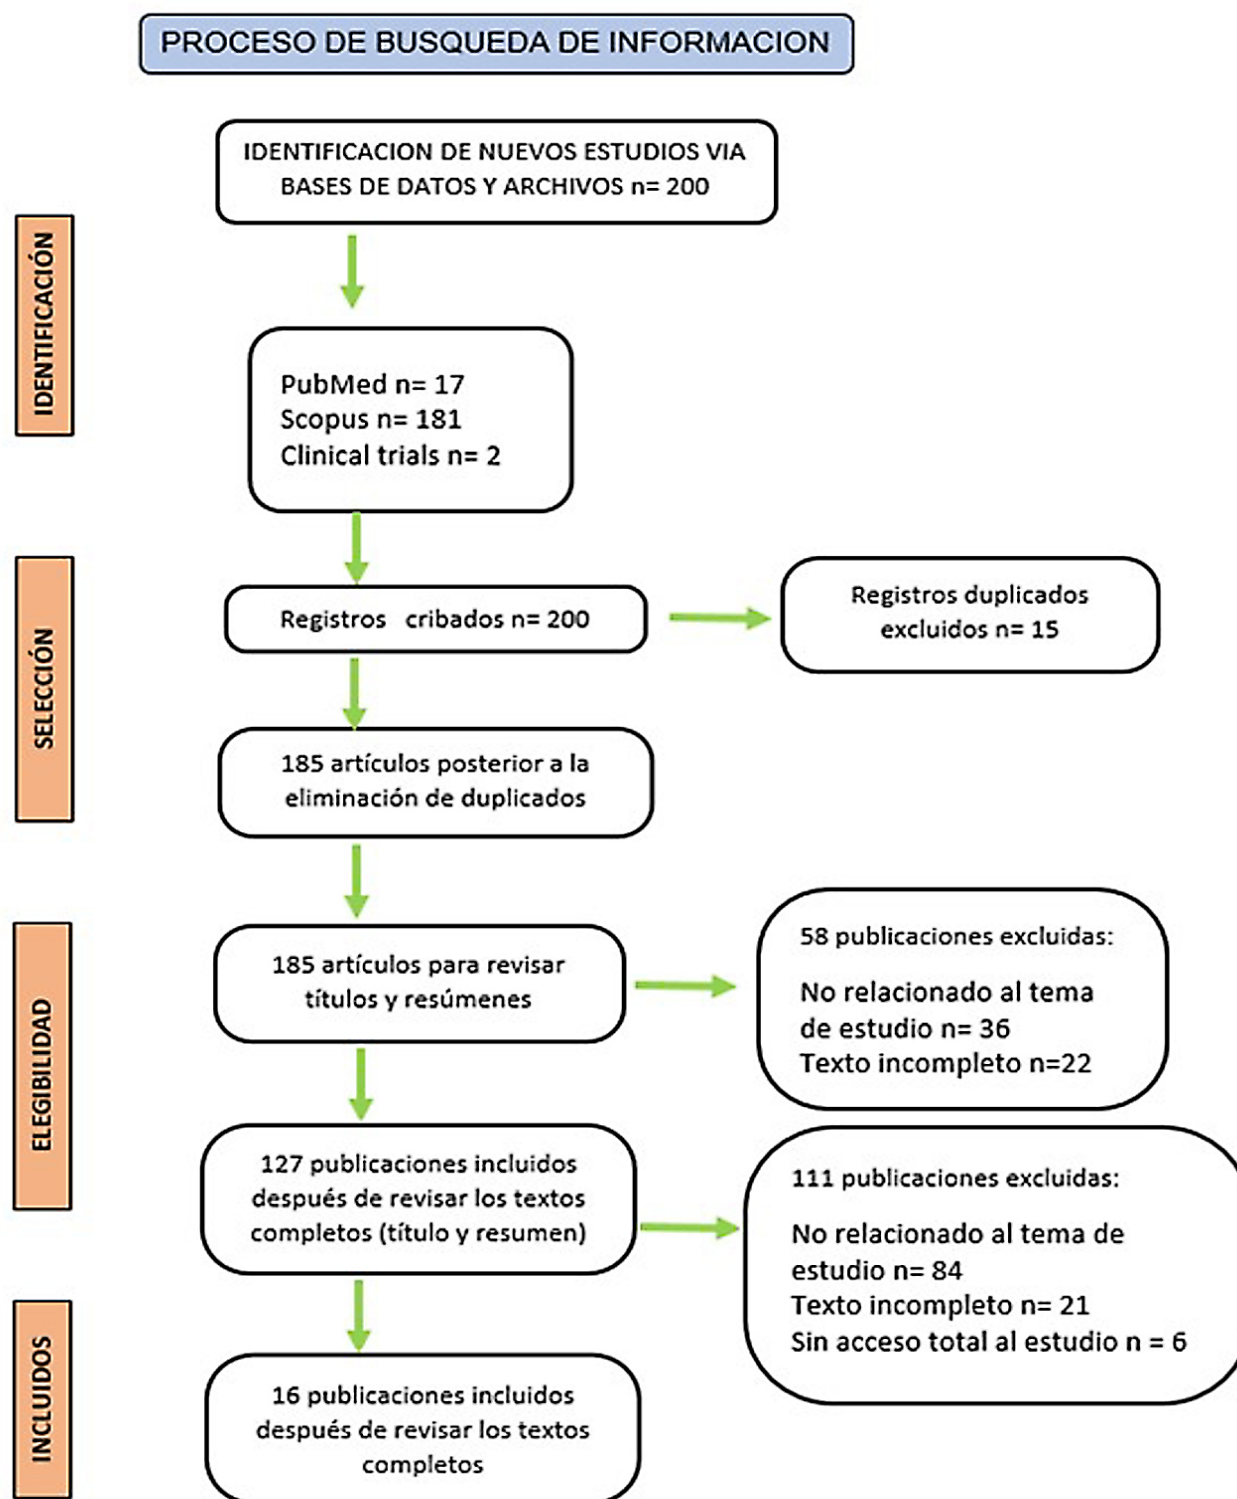 PROCESO DE BUSQUEDA DE INFORMACION
IDENTIFICACION DE NUEVOS ESTUDIOS VIA
BASES DE DATOS Y ARCHIVOS n= 200
IDENTIFICACIÓN
PubMed n= 17
Scopus n= 181
Clinical trials n= 2
SELECCIÓN
Registros cribados n= 200
Registros duplicados
excluidos n= 15
185 artículos posterior a la
eliminación de duplicados
ELEGIBILIDAD
185 artículos para revisar
títulos y resúmenes
58 publicaciones excluidas:
No relacionado al tema
de estudio n= 36
Texto incompleto n=22
127 publicaciones incluidos
después de revisar los textos
completos (título y resumen)
111 publicaciones excluidas:
No relacionado al tema de
estudio n= 84
Texto incompleto n= 21
Sin acceso total al estudio n = 6
INCLUIDOS
16 publicaciones incluidos
después de revisar los textos
completos